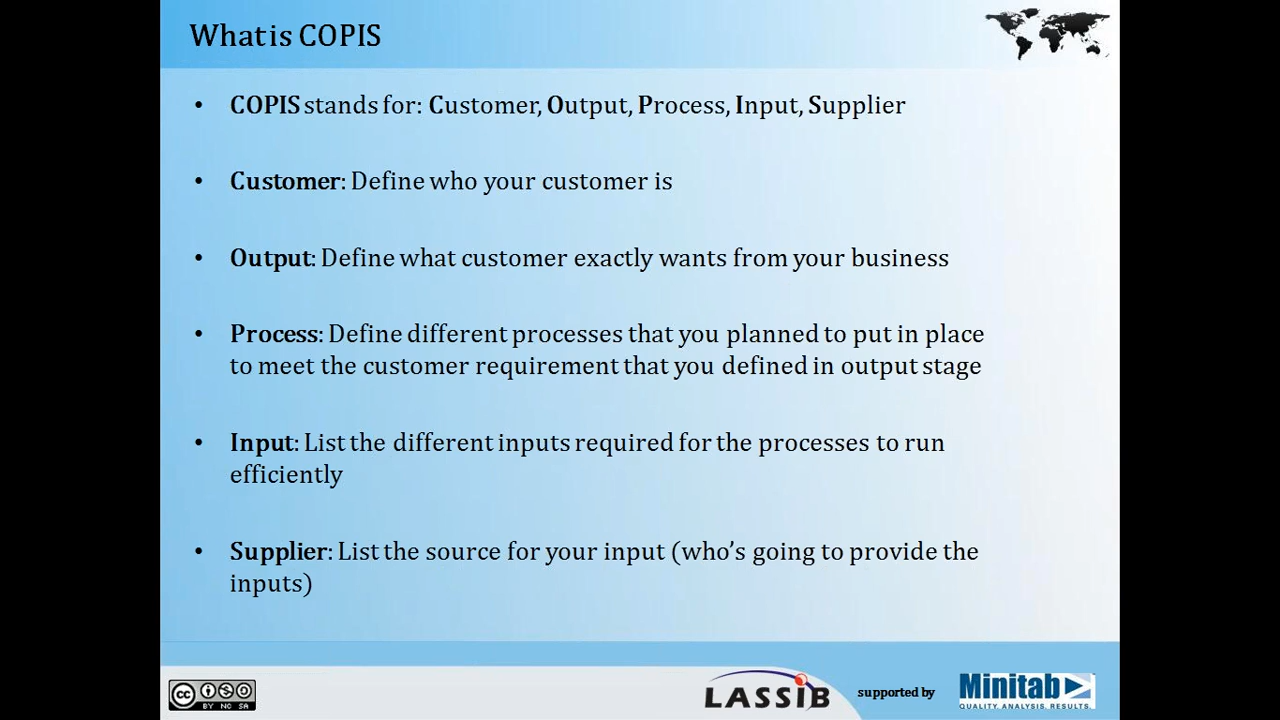 What is COPIS
• COPIS stands for: Customer, Output, Process, Input, Supplier
• Customer: Define who your customer is
• Output: Define what customer exactly wants from your business
• Process: Define different processes that you planned to put in place
to meet the customer requirement that you defined in output stage
• Input: List the different inputs required for the processes to run
efficiently
• Supplier: List the source for your input (who’s going to provide the
inputs)
cc BY NC SA
LASSIB
supported by
Minitab
QUALITY. ANALYSIS. RESULTS.